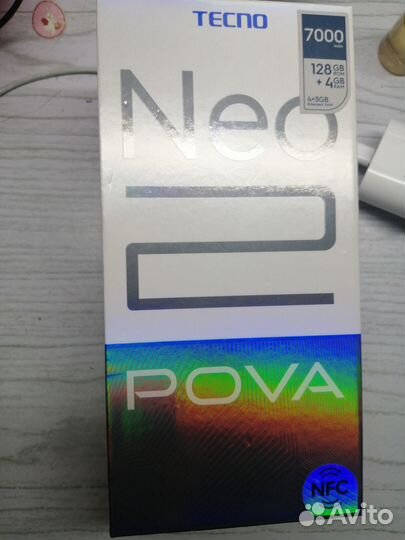 TECNO
7000
mAh
128 GB
ROM
+ 4 GB
RAM
4+3GB
Extended RAM
Neo
2
POVA
NFC
Avito